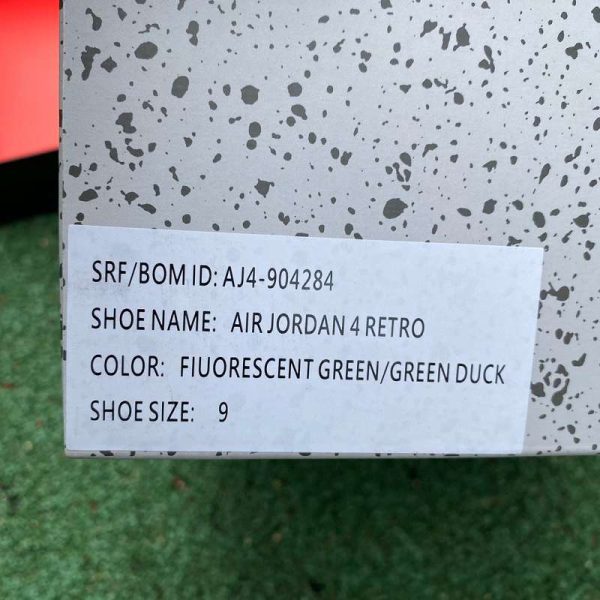 SRF/BOM ID: AJ4-904284
SHOE NAME: AIR JORDAN 4 RETRO
COLOR: FIUORESCENT GREEN/GREEN DUCK
SHOE SIZE: 9